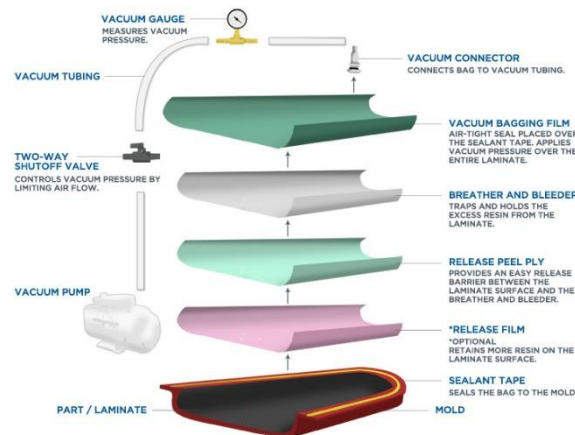 VACUUM GAUGE
MEASURES VACUUM
PRESSURE.
VACUUM CONNECTOR
CONNECTS BAG TO VACUUM TUBING.
VACUUM TUBING
VACUUM BAGGING FILM
AIR-TIGHT SEAL PLACED OVER
THE SEALANT TAPE. APPLIES
VACUUM PRESSURE OVER THE
ENTIRE LAMINATE.
TWO-WAY
SHUTOFF VALVE
CONTROLS VACUUM PRESSURE BY
LIMITING AIR FLOW.
BREATHER AND BLEEDER
TRAPS AND HOLDS THE
EXCESS RESIN FROM THE
LAMINATE.
RELEASE PEEL PLY
PROVIDES AN EASY RELEASE
BARRIER BETWEEN THE
LAMINATE SURFACE AND THE
BREATHER AND BLEEDER.
VACUUM PUMP
*RELEASE FILM
*OPTIONAL
RETAINS MORE RESIN ON THE
LAMINATE SURFACE.
SEALANT TAPE
SEALS THE BAG TO THE MOLD
PART / LAMINATE
MOLD